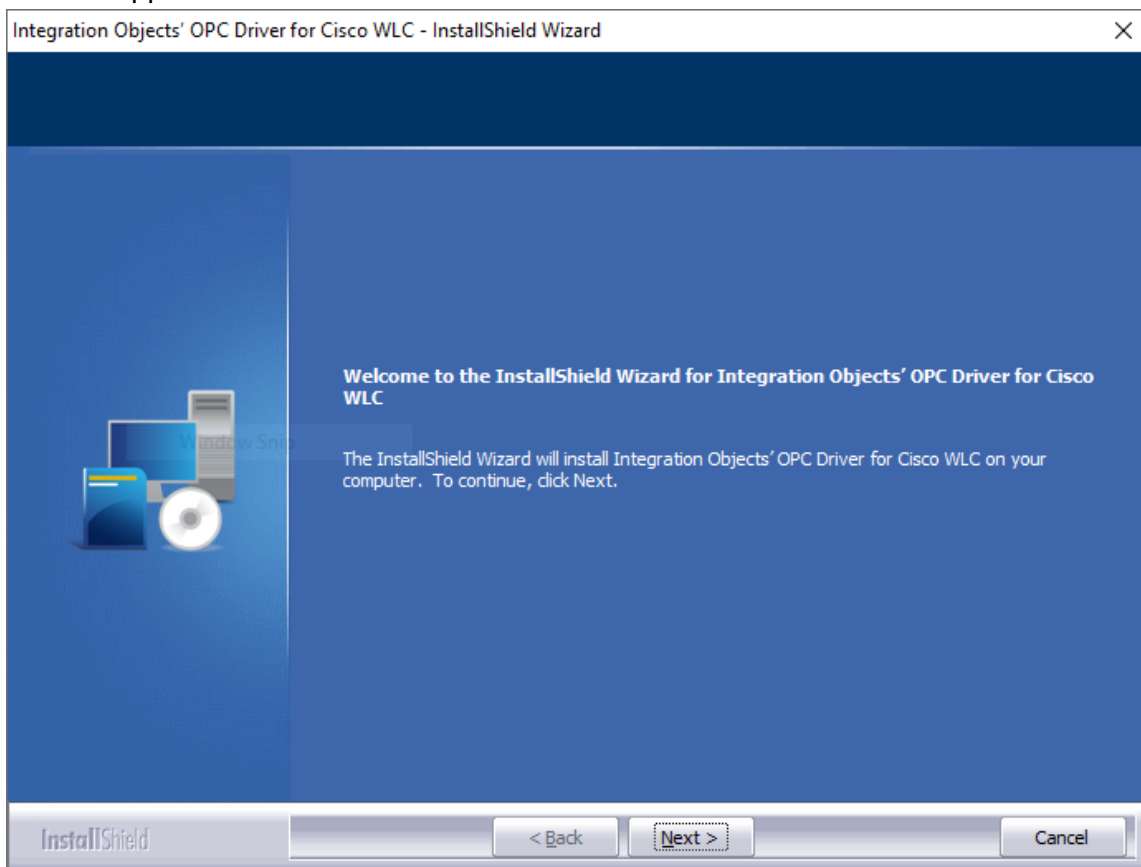 Integration Objects' OPC Driver for Cisco WLC - InstallShield Wizard
Welcome to the InstallShield Wizard for Integration Objects' OPC Driver for Cisco
WLC
Window Snip
The InstallShield Wizard will install Integration Objects' OPC Driver for Cisco WLC on your
computer. To continue, click Next.
InstallShield
< Back
Next >
Cancel